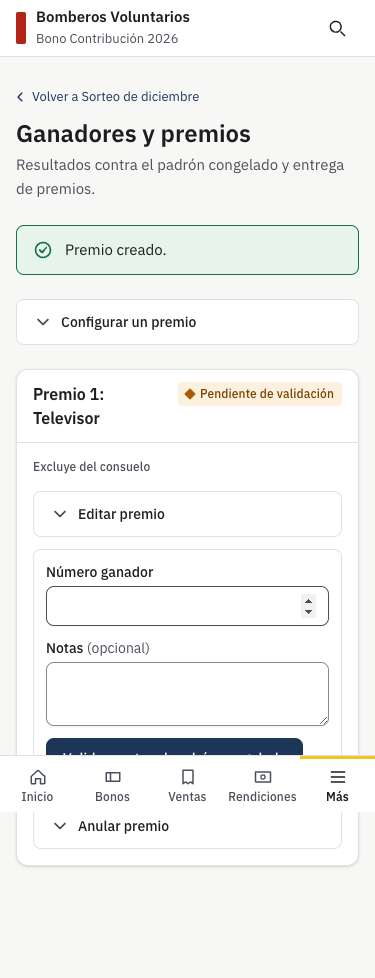 Bomberos Voluntarios
Bono Contribución 2026
Volver a Sorteo de diciembre
Ganadores y premios
Resultados contra el padrón congelado y entrega
de premios.
Premio creado.
Configurar un premio
Premio 1:
Televisor
Pendiente de validación
Excluye del consuelo
Editar premio
Número ganador
Notas (opcional)
Inicio
Bonos
Ventas
Rendiciones
Más
Anular premio